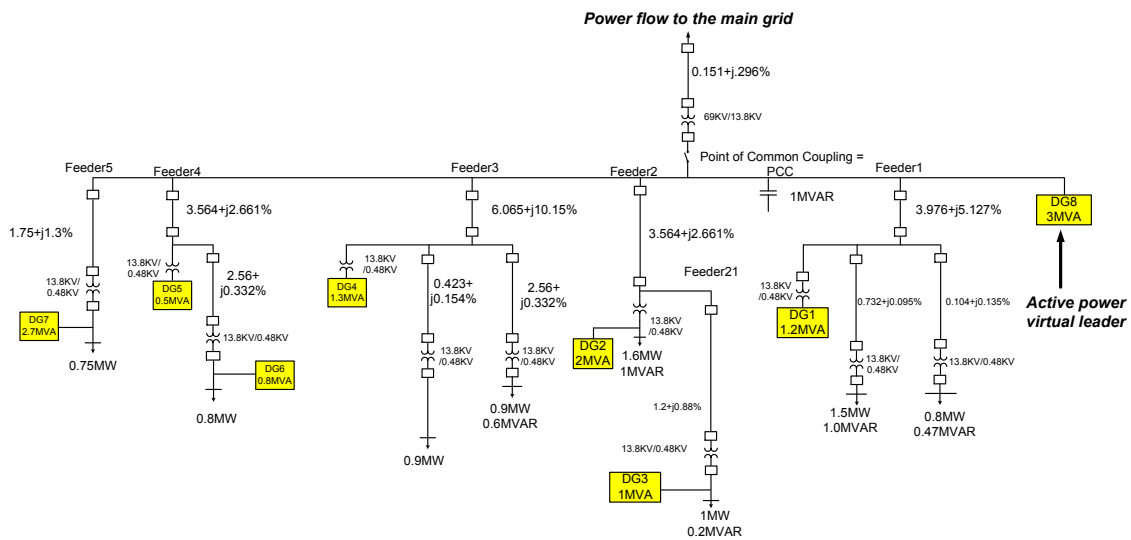 Power flow to the main grid
0.151+j.296%
69KV/13.8KV
Point of Common Coupling =
PCC
Feeder5
Feeder4
Feeder3
Feeder2
Feeder1
1MVAR
DG8
3MVA
3.564+j2.661%
6.065+j10.15%
3.976+j5.127%
1.75+j1.3%
3.564+j2.661%
13.8KV/
0.48KV
DG5
0.5MVA
2.56+
j0.332%
13.8KV
/0.48KV
DG4
1.3MVA
0.423+
j0.154%
2.56+
j0.332%
Feeder21
13.8KV
/0.48KV
DG1
1.2MVA
0.732+j0.095%
0.104+j0.135%
Active power
virtual leader
13.8KV/
0.48KV
DG7
2.7MVA
0.75MW
13.8KV/0.48KV
DG6
0.8MVA
0.8MW
13.8KV
/0.48KV
0.9MW
13.8KV/
/0.48KV
0.9MW
0.6MVAR
13.8KV
/0.48KV
DG2
2MVA
1.6MW
1MVAR
1.2+j0.88%
13.8KV/0.48KV
DG3
1MVA
1MW
0.2MVAR
13.8KV/
0.48KV
1.5MW
1.0MVAR
13.8KV/0.48KV
0.8MW
0.47MVAR